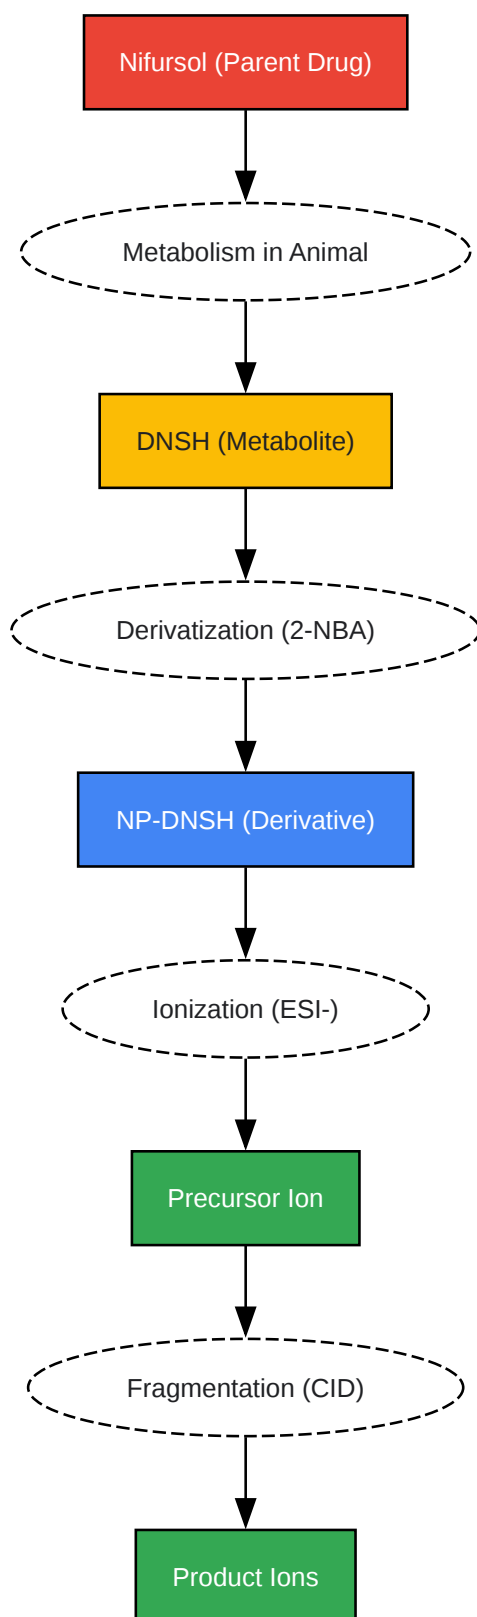 Nifursol (Parent Drug)
Metabolism in Animal
DNSH (Metabolite)
Derivatization (2-NBA)
NP-DNSH (Derivative)
Ionization (ESI-)
Precursor Ion
Fragmentation (CID)
Product Ions